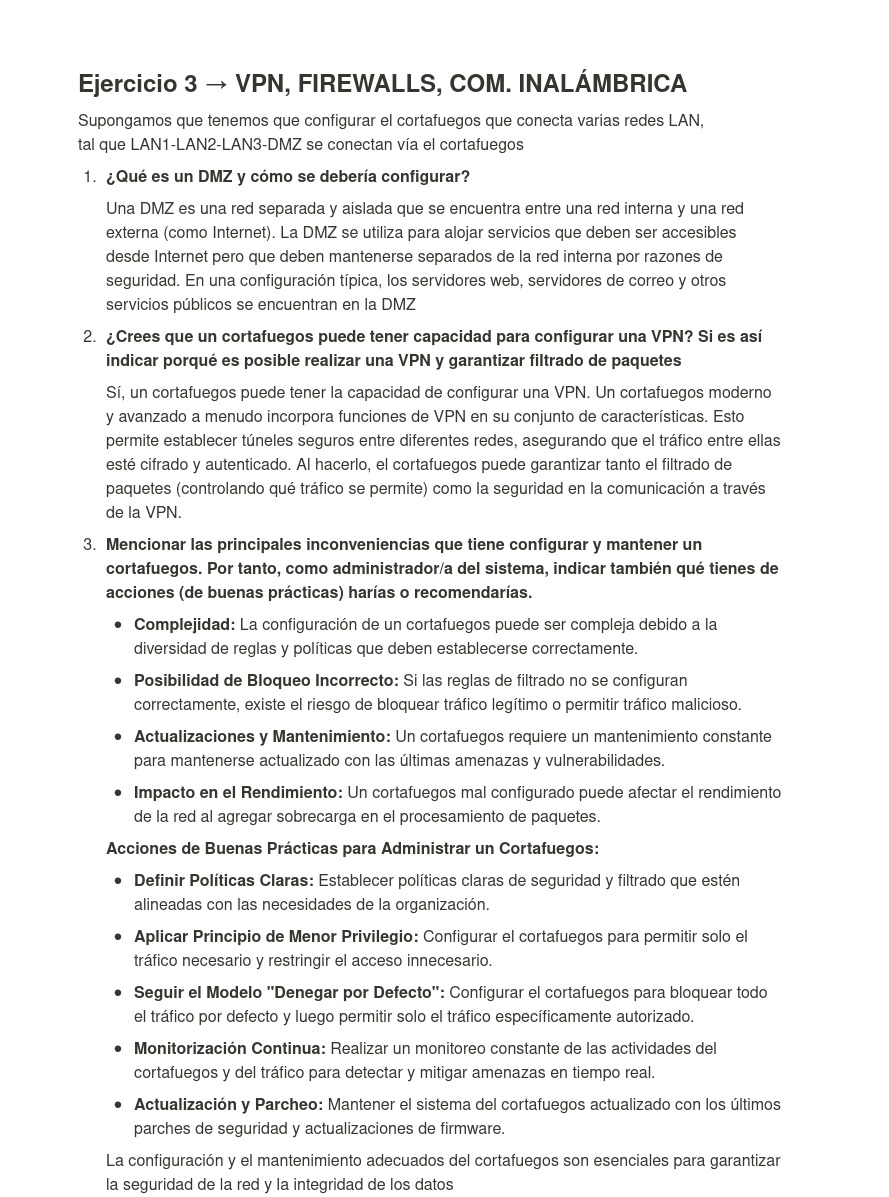 Ejercicio 3 → VPN, FIREWALLS, COM. INALÁMBRICA
Supongamos que tenemos que configurar el cortafuegos que conecta varias redes LAN,
tal que LAN1-LAN2-LAN3-DMZ se conectan vía el cortafuegos
1. ¿Qué es un DMZ y cómo se debería configurar?
Una DMZ es una red separada y aislada que se encuentra entre una red interna y una red
externa (como Internet). La DMZ se utiliza para alojar servicios que deben ser accesibles
desde Internet pero que deben mantenerse separados de la red interna por razones de
seguridad. En una configuración típica, los servidores web, servidores de correo y otros
servicios públicos se encuentran en la DMZ
2. ¿Crees que un cortafuegos puede tener capacidad para configurar una VPN? Si es así
indicar porqué es posible realizar una VPN y garantizar filtrado de paquetes
Sí, un cortafuegos puede tener la capacidad de configurar una VPN. Un cortafuegos moderno
y avanzado a menudo incorpora funciones de VPN en su conjunto de características. Esto
permite establecer túneles seguros entre diferentes redes, asegurando que el tráfico entre ellas
esté cifrado y autenticado. Al hacerlo, el cortafuegos puede garantizar tanto el filtrado de
paquetes (controlando qué tráfico se permite) como la seguridad en la comunicación a través
de la VPN.
3. Mencionar las principales inconveniencias que tiene configurar y mantener un
cortafuegos. Por tanto, como administrador/a del sistema, indicar también qué tienes de
acciones (de buenas prácticas) harías o recomendarías.
• Complejidad: La configuración de un cortafuegos puede ser compleja debido a la
diversidad de reglas y políticas que deben establecerse correctamente.
• Posibilidad de Bloqueo Incorrecto: Si las reglas de filtrado no se configuran
correctamente, existe el riesgo de bloquear tráfico legítimo o permitir tráfico malicioso.
• Actualizaciones y Mantenimiento: Un cortafuegos requiere un mantenimiento constante
para mantenerse actualizado con las últimas amenazas y vulnerabilidades.
• Impacto en el Rendimiento: Un cortafuegos mal configurado puede afectar el rendimiento
de la red al agregar sobrecarga en el procesamiento de paquetes.
Acciones de Buenas Prácticas para Administrar un Cortafuegos:
• Definir Políticas Claras: Establecer políticas claras de seguridad y filtrado que estén
alineadas con las necesidades de la organización.
• Aplicar Principio de Menor Privilegio: Configurar el cortafuegos para permitir solo el
tráfico necesario y restringir el acceso innecesario.
• Seguir el Modelo "Denegar por Defecto": Configurar el cortafuegos para bloquear todo
el tráfico por defecto y luego permitir solo el tráfico específicamente autorizado.
• Monitorización Continua: Realizar un monitoreo constante de las actividades del
cortafuegos y del tráfico para detectar y mitigar amenazas en tiempo real.
• Actualización y Parcheo: Mantener el sistema del cortafuegos actualizado con los últimos
parches de seguridad y actualizaciones de firmware.
La configuración y el mantenimiento adecuados del cortafuegos son esenciales para garantizar
la seguridad de la red y la integridad de los datos